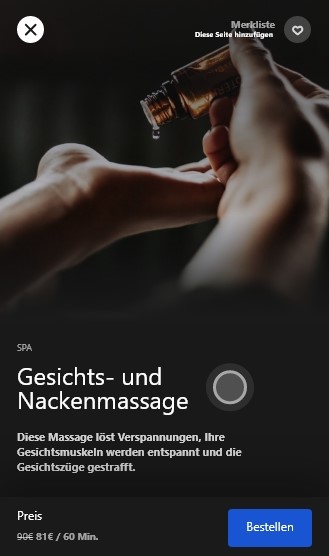 Merkliste
Diese Seite hinzufügen
SPA
Gesichts- und
Nackenmassage
Diese Massage löst Verspannungen, Ihre
Gesichtsmuskeln werden entspannt und die
Gesichtszüge gestrafft.
Preis
90€ 81€ / 60 Min.
Bestellen